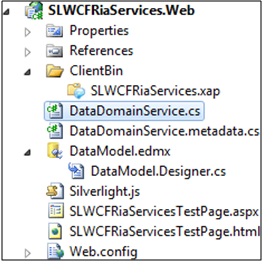 SLWCFRiaServices.Web
Properties
References
ClientBin
SLWCFRiaServices.xap
DataDomainService.cs
DataDomainService.metadata.cs
DataModel.edmx
DataModel.Designer.cs
Silverlight.js
SLWCFRiaServicesTestPage.aspx
SLWCFRiaServicesTestPage.html
Web.config